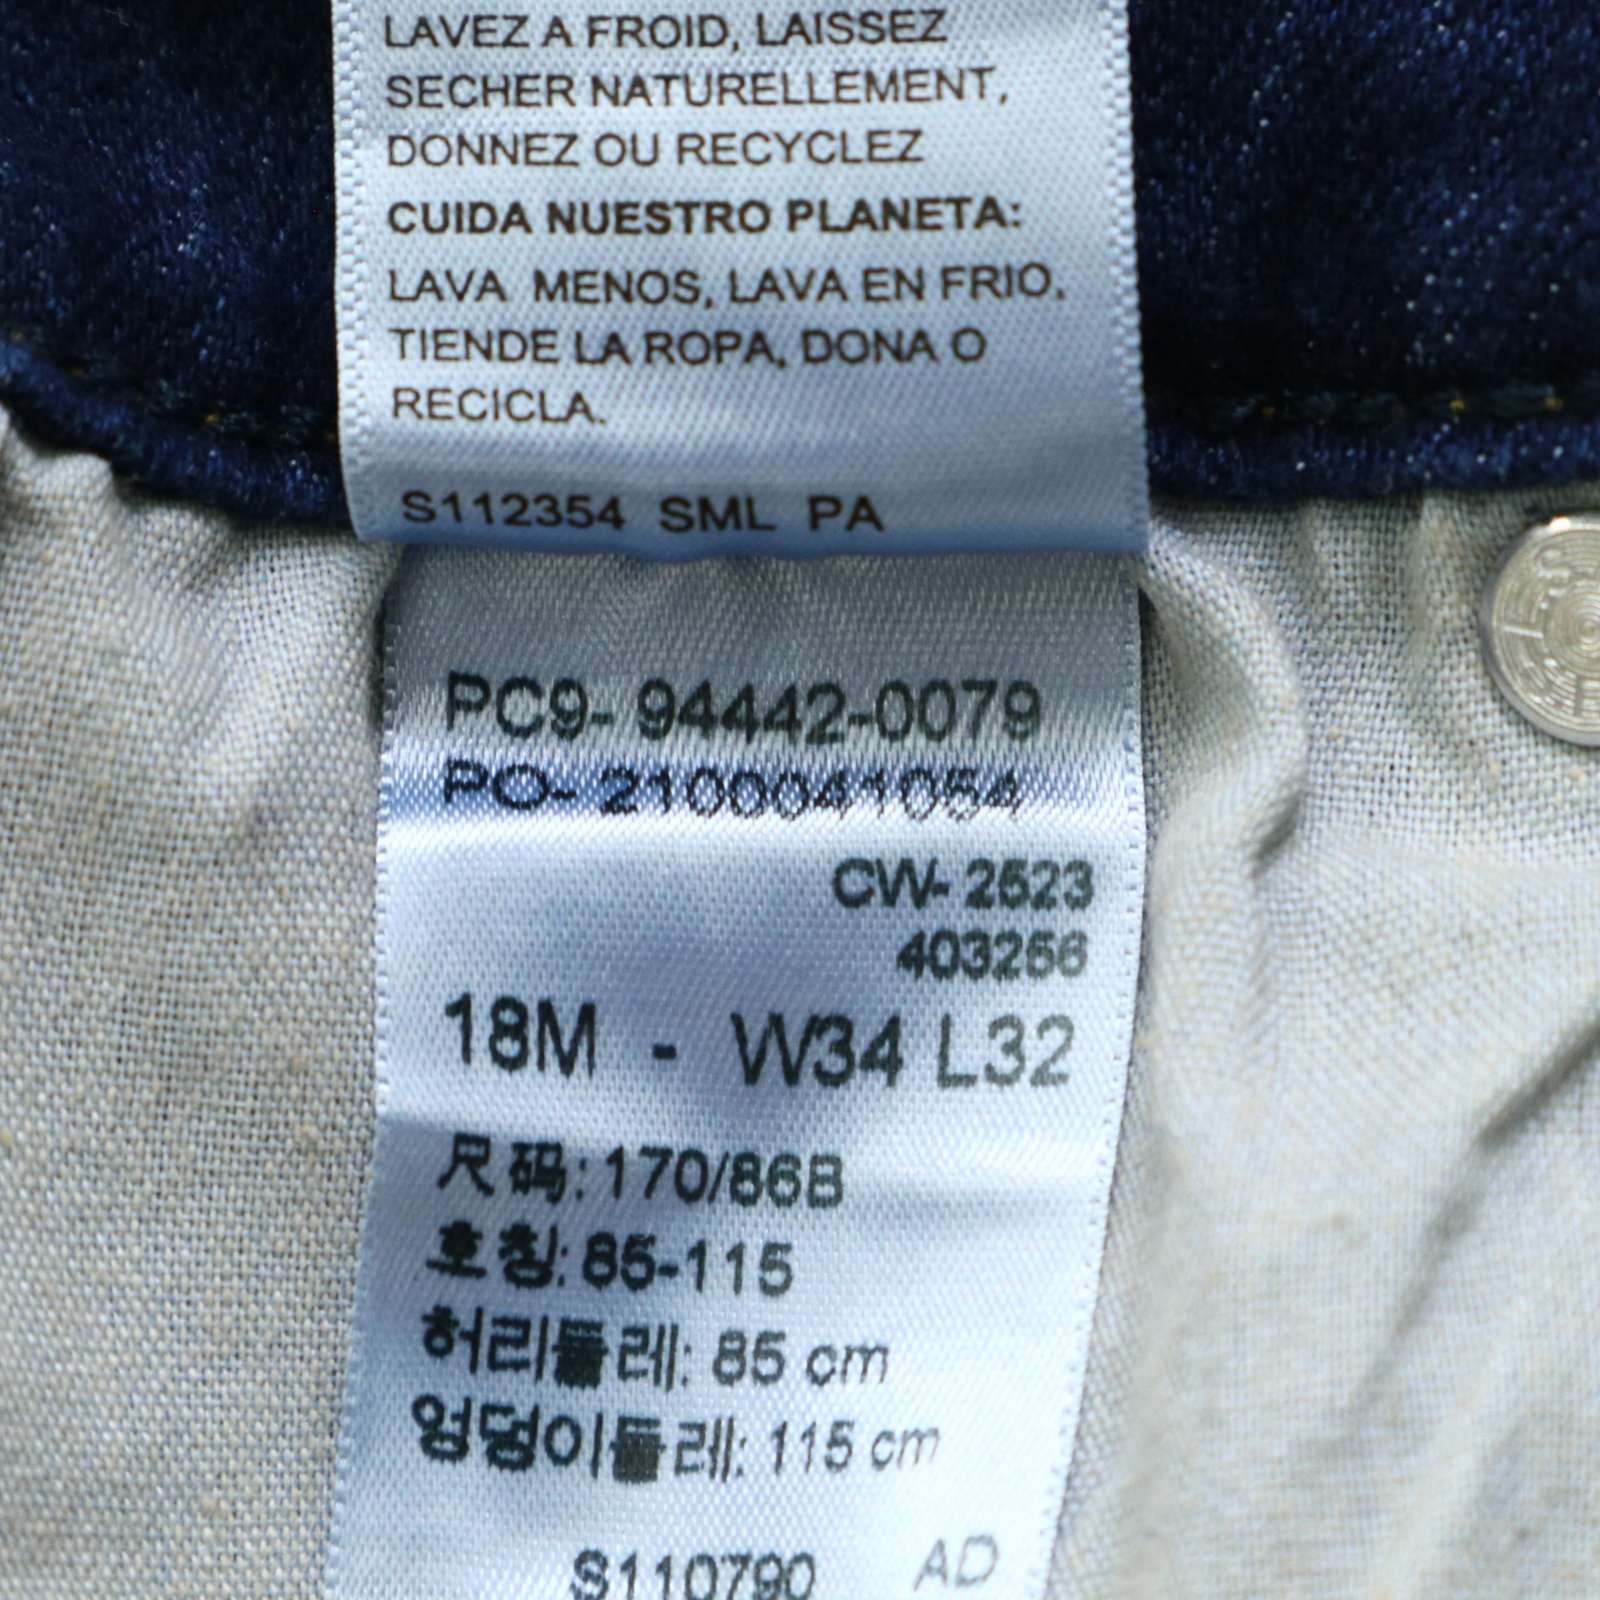 LAVEZ A FROID, LAISSEZ
SECHER NATURELLEMENT,
DONNEZ OU RECYCLEZ
CUIDA NUESTRO PLANETA:
LAVA MENOS, LAVA EN FRIO.
TIENDE LA ROPA, DONA O
RECICLA.
S112354 SML PA
PC9- 94442-0079
PO- 2100041054
CW- 2523
403256
18M - W34 L32
尺码: 170/86B
호칭: 85-115
허리둘레: 85 cm
엉덩이둘레: 115 cm
S110790 AD